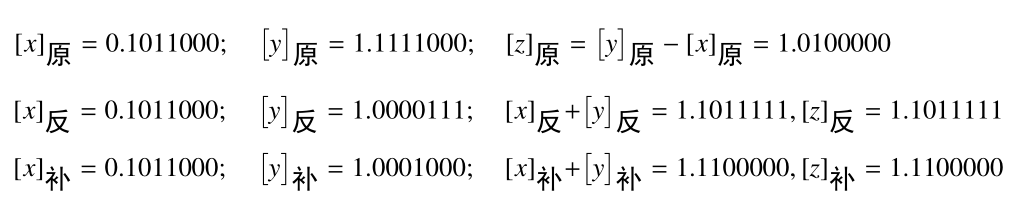 [x]原 = 0.1011000; [y]原 = 1.1111000; [z]原 = [y]原 − [x]原 = 1.0100000
[x]反 = 0.1011000; [y]反 = 1.0000111; [x]反+[y]反 = 1.1011111, [z]反 = 1.1011111
[x]补 = 0.1011000; [y]补 = 1.0001000; [x]补+[y]补 = 1.1100000, [z]补 = 1.1100000